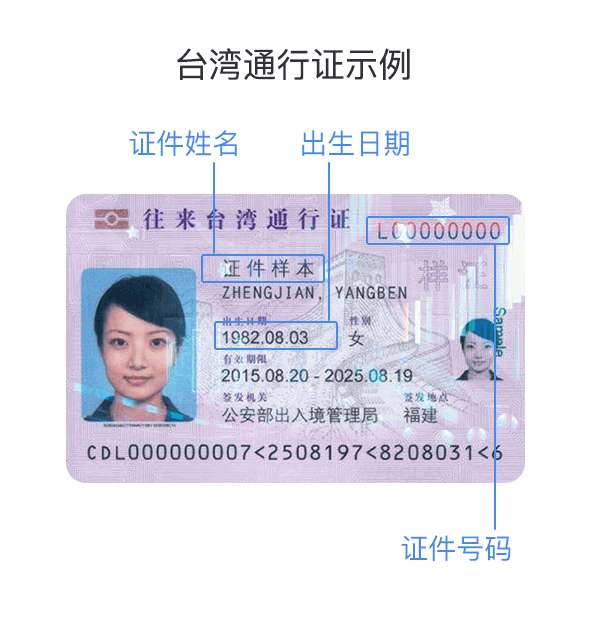 台湾通行证示例
证件姓名
出生日期
往来台湾通行证
L00000000
证件样本
样证
ZHENGJIAN, YANGBEN
出生日期
性别
1982.08.03
女
Sample
有效期限
2015.08.20 - 2025.08.19
签发机关
签发地点
公安部出入境管理局
福建
CDL000000007<2508197<8208031<6
证件号码